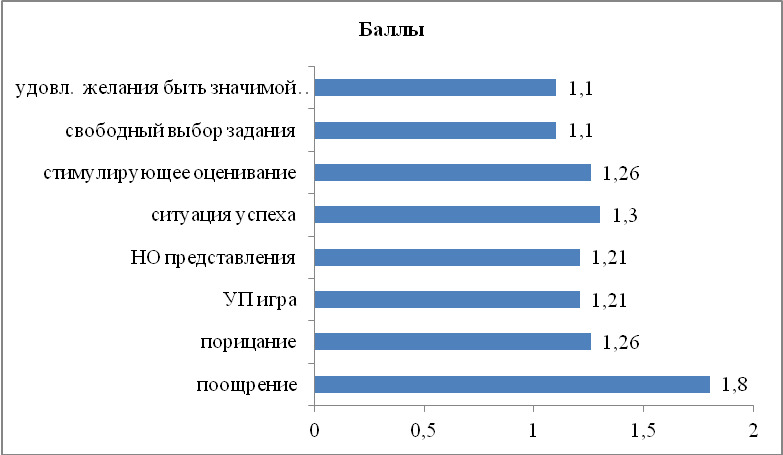 Баллы
удовл. желания быть значимой.. 1,1
свободный выбор задания 1,1
стимулирующее оценивание 1,26
ситуация успеха 1,3
НО представления 1,21
УП игра 1,21
порицание 1,26
поощрение 1,8
0 0,5 1 1,5 2